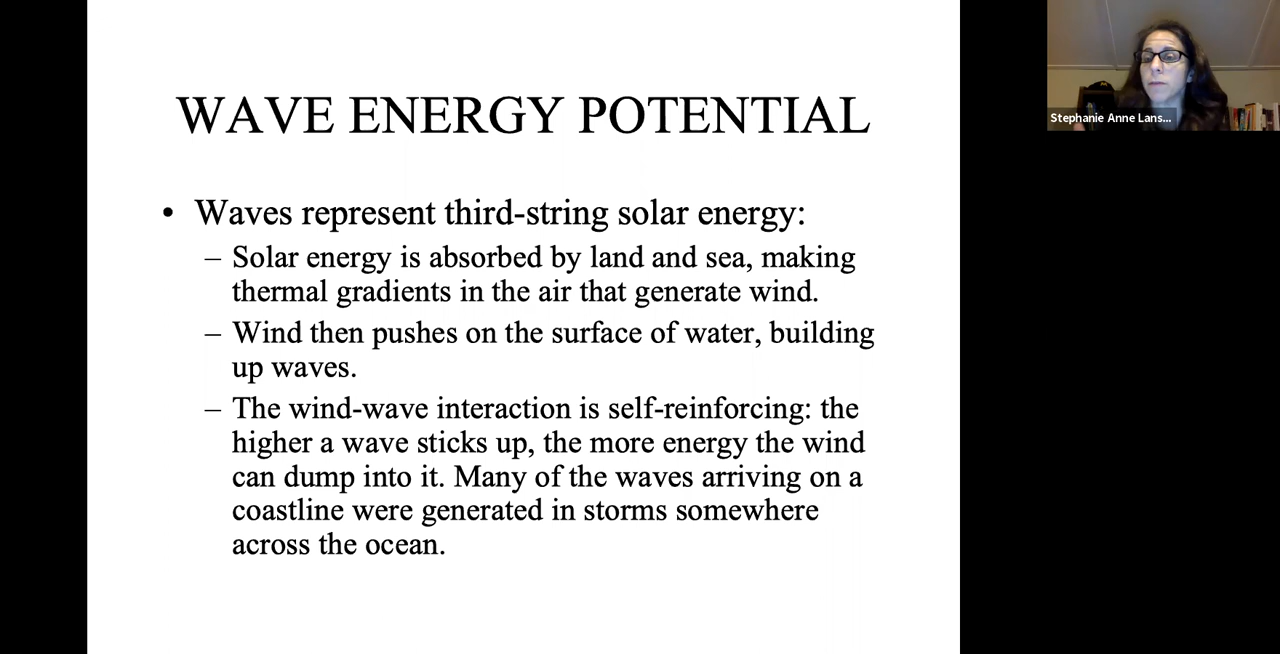 WAVE ENERGY POTENTIAL
• Waves represent third-string solar energy:
– Solar energy is absorbed by land and sea, making
thermal gradients in the air that generate wind.
– Wind then pushes on the surface of water, building
up waves.
– The wind-wave interaction is self-reinforcing: the
higher a wave sticks up, the more energy the wind
can dump into it. Many of the waves arriving on a
coastline were generated in storms somewhere
across the ocean.
Stephanie Anne Lans...